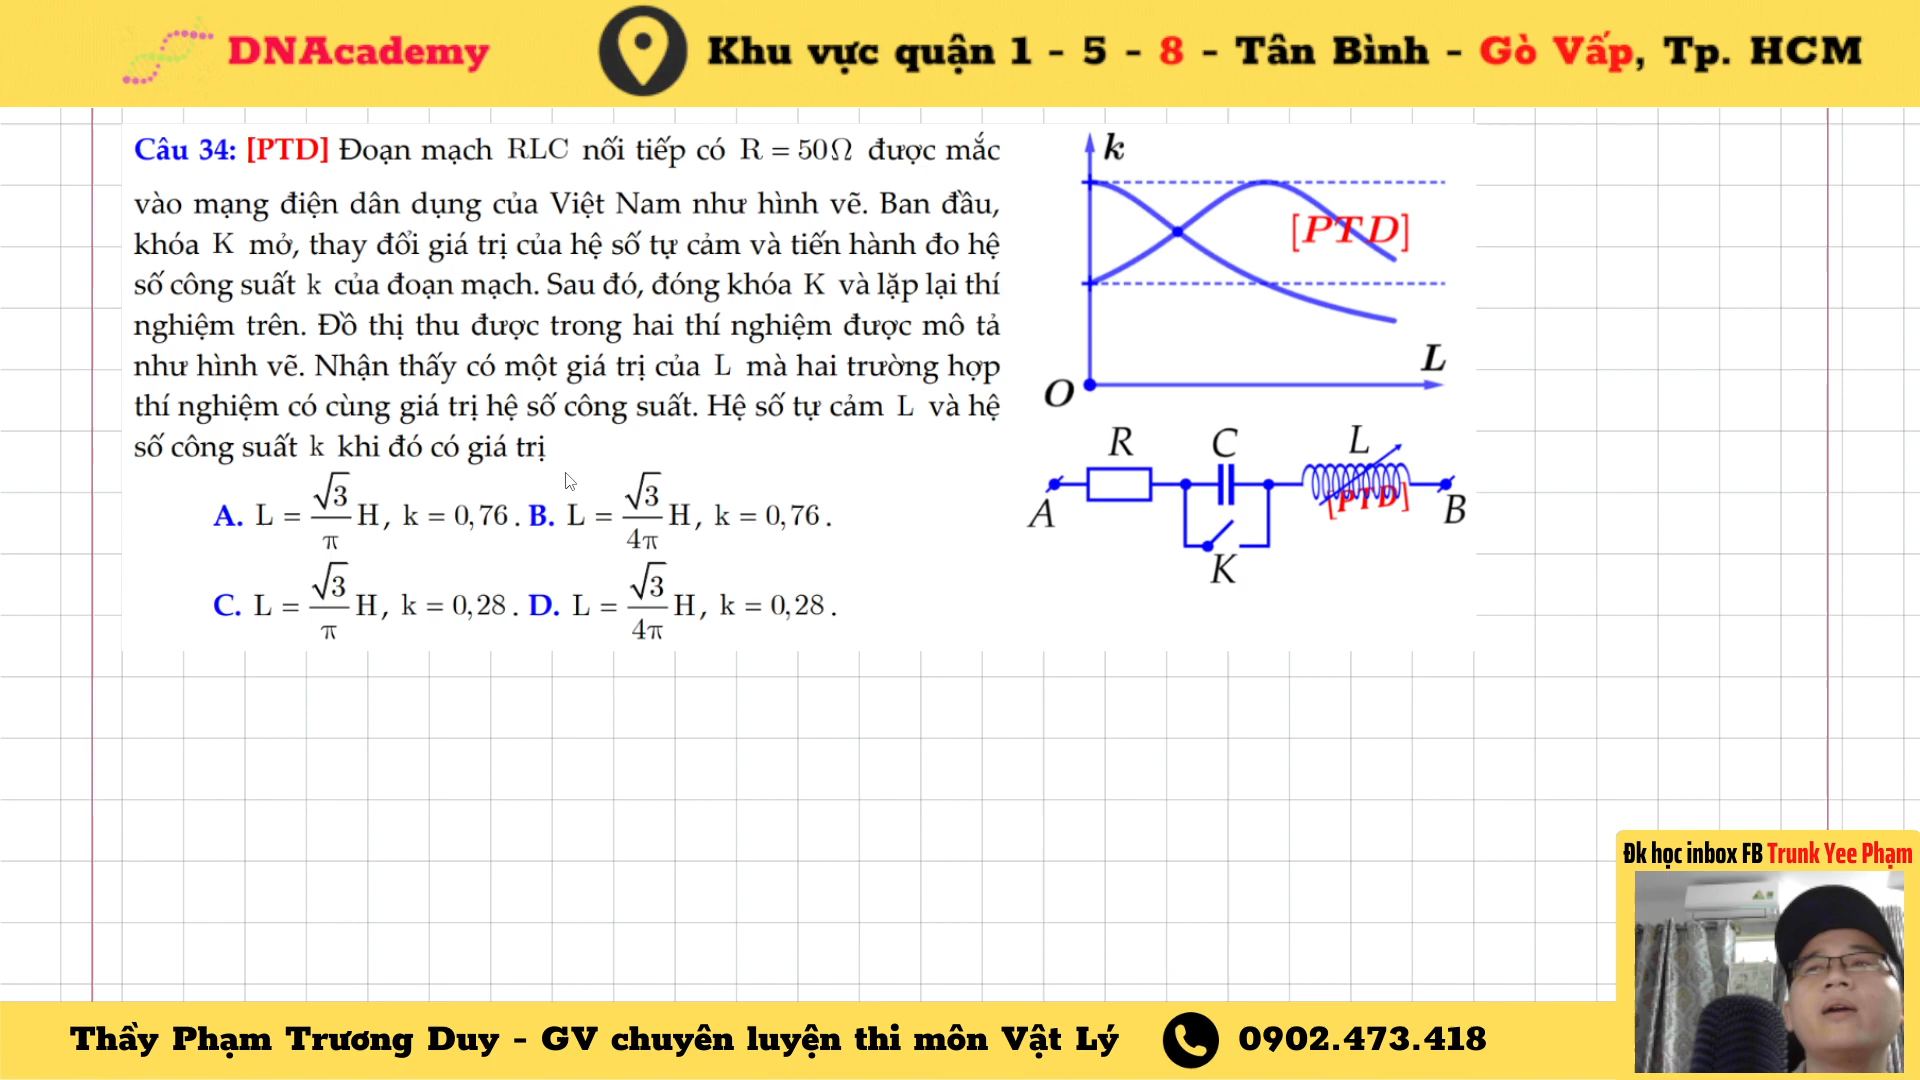 DNAcademy
Khu vực quận 1 - 5 - 8 - Tân Bình - Gò Vấp, Tp. HCM
Câu 34: [PTD] Đoạn mạch RLC nối tiếp có R = 50Ω được mắc
vào mạng điện dân dụng của Việt Nam như hình vẽ. Ban đầu,
khóa K mở, thay đổi giá trị của hệ số tự cảm và tiến hành đo hệ
số công suất k của đoạn mạch. Sau đó, đóng khóa K và lặp lại thí
nghiệm trên. Đồ thị thu được trong hai thí nghiệm được mô tả
như hình vẽ. Nhận thấy có một giá trị của L mà hai trường hợp
thí nghiệm có cùng giá trị hệ số công suất. Hệ số tự cảm L và hệ
số công suất k khi đó có giá trị
A. L = √3/π H, k = 0,76. B. L = √3/4π H, k = 0,76.
C. L = √3/π H, k = 0,28. D. L = √3/4π H, k = 0,28.
k
[PTD]
L
O
R C L
[PTD]
A B
K
Đk học inbox FB Trunk Yee Phạm
Thầy Phạm Trương Duy - GV chuyên luyện thi môn Vật Lý 0902.473.418